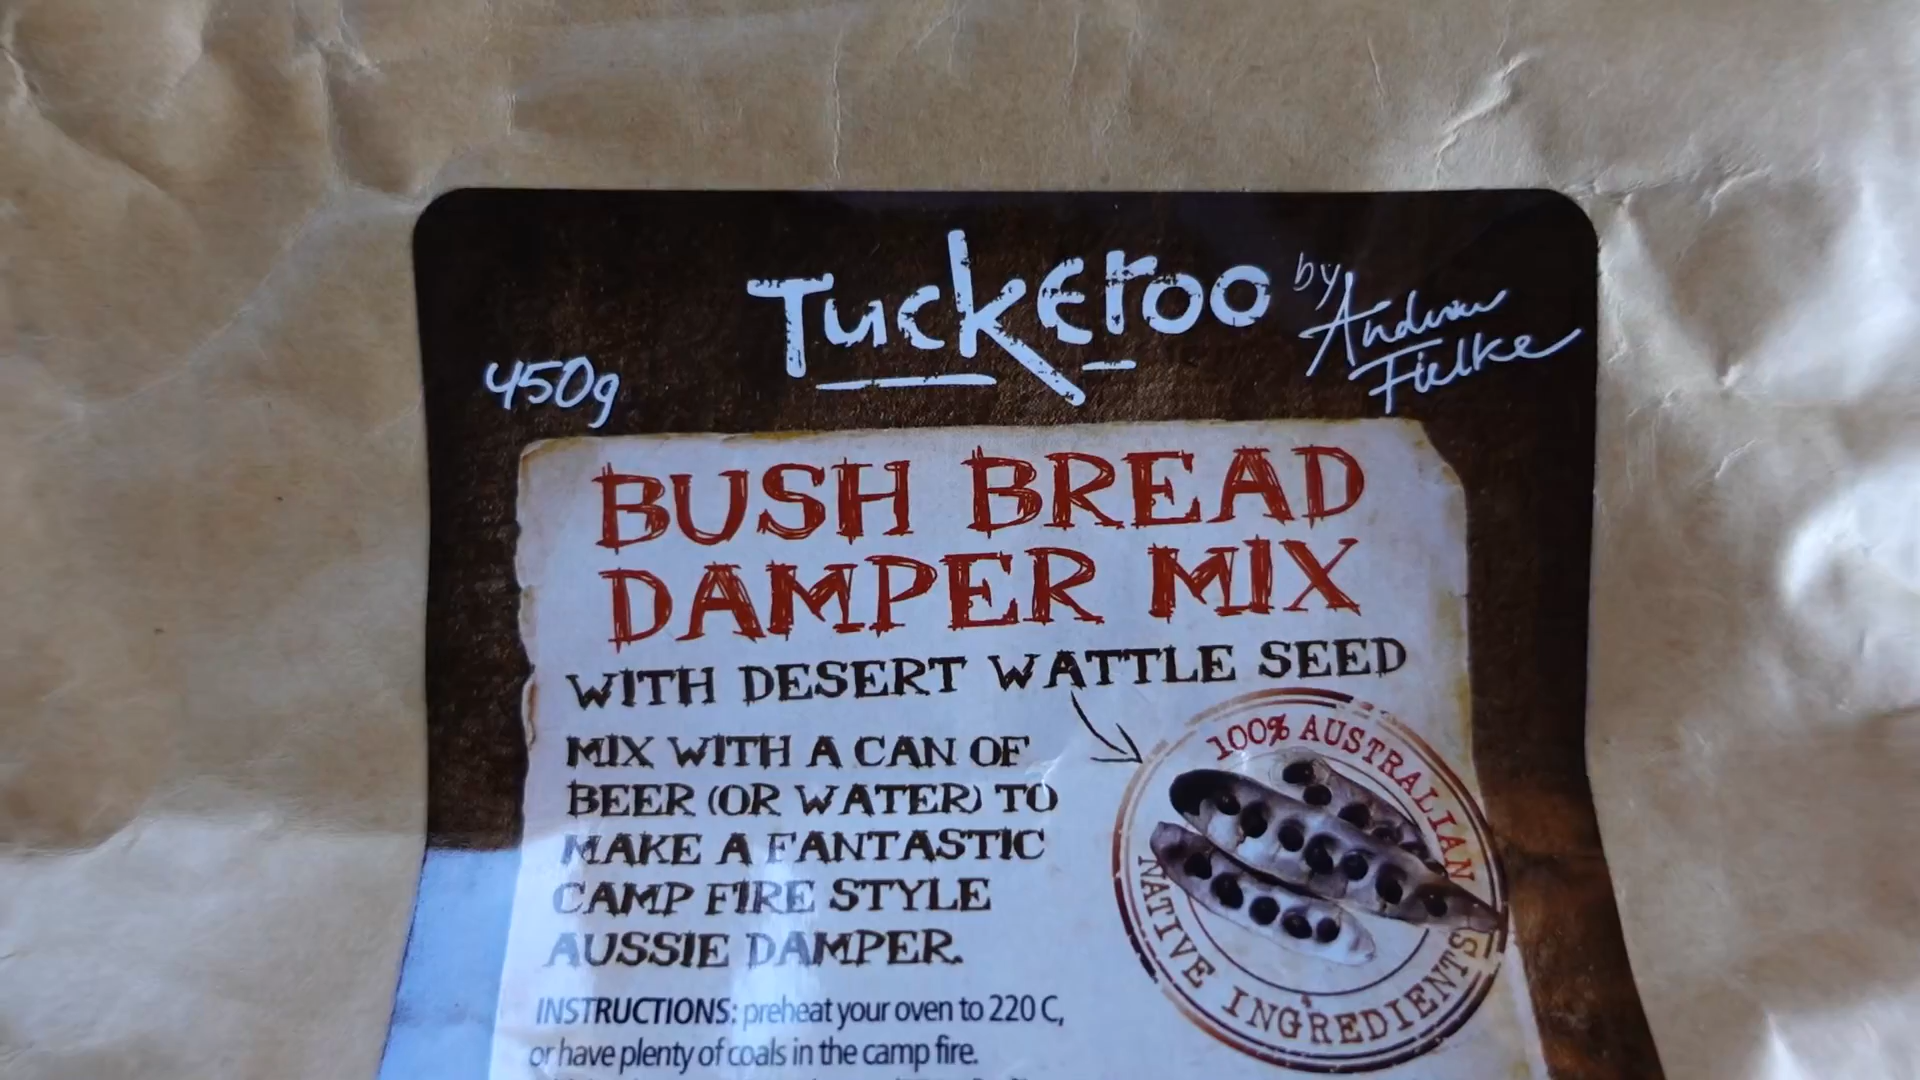 Tuckeroo
by
Andrew
Fielke
450g
BUSH BREAD
DAMPER MIX
WITH DESERT WATTLE SEED
MIX WITH A CAN OF
BEER (OR WATER) TO
MAKE A FANTASTIC
CAMP FIRE STYLE
AUSSIE DAMPER.
100% AUSTRALIAN
NATIVE INGREDIENTS
INSTRUCTIONS: preheat your oven to 220 C,
or have plenty of coals in the camp fire.